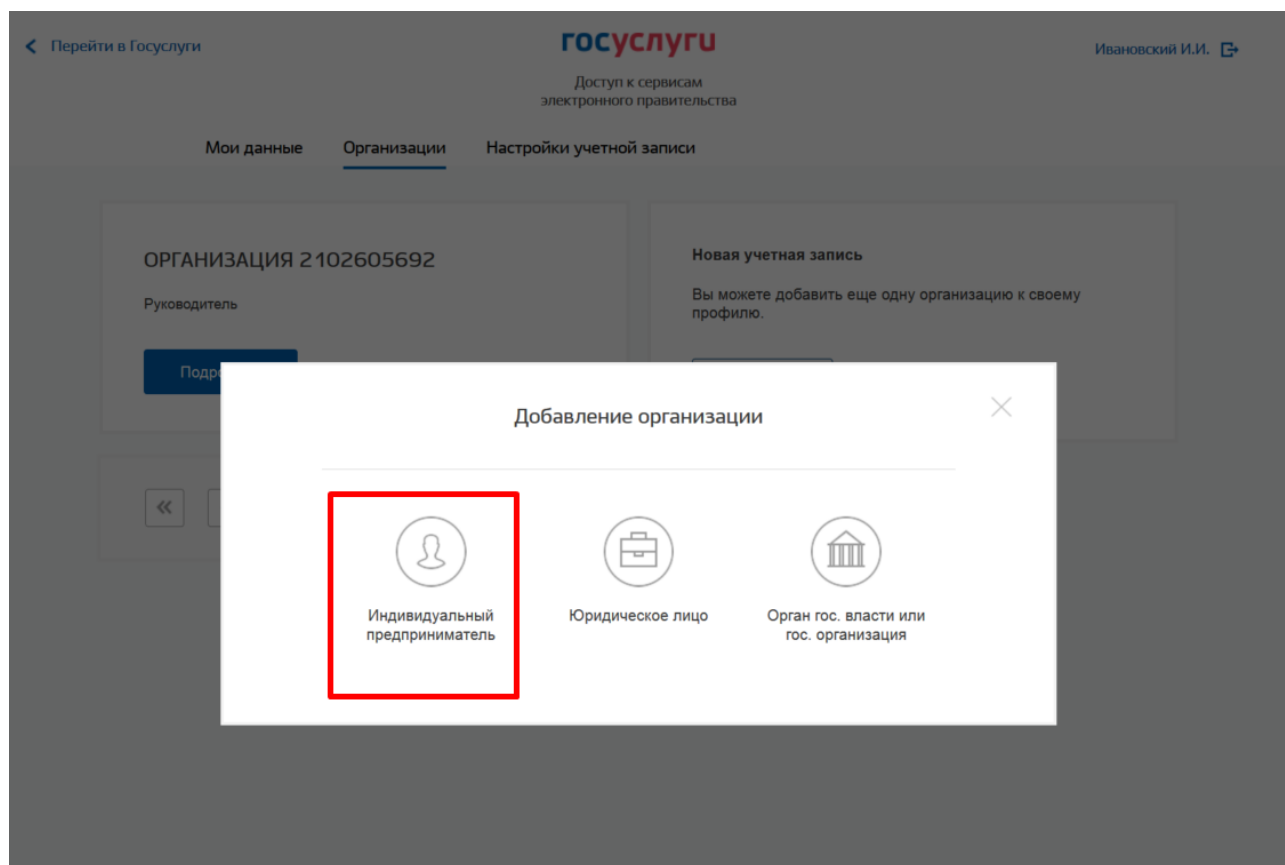 Перейти в Госуслуги
госуслуги
Ивановский И.И.
Доступ к сервисам
электронного правительства
Мои данные
Организации
Настройки учетной записи
ОРГАНИЗАЦИЯ 2102605692
Руководитель
Новая учетная запись
Вы можете добавить еще одну организацию к своему
профилю.
Добавление организации
Индивидуальный
предприниматель
Юридическое лицо
Орган гос. власти или
гос. организация